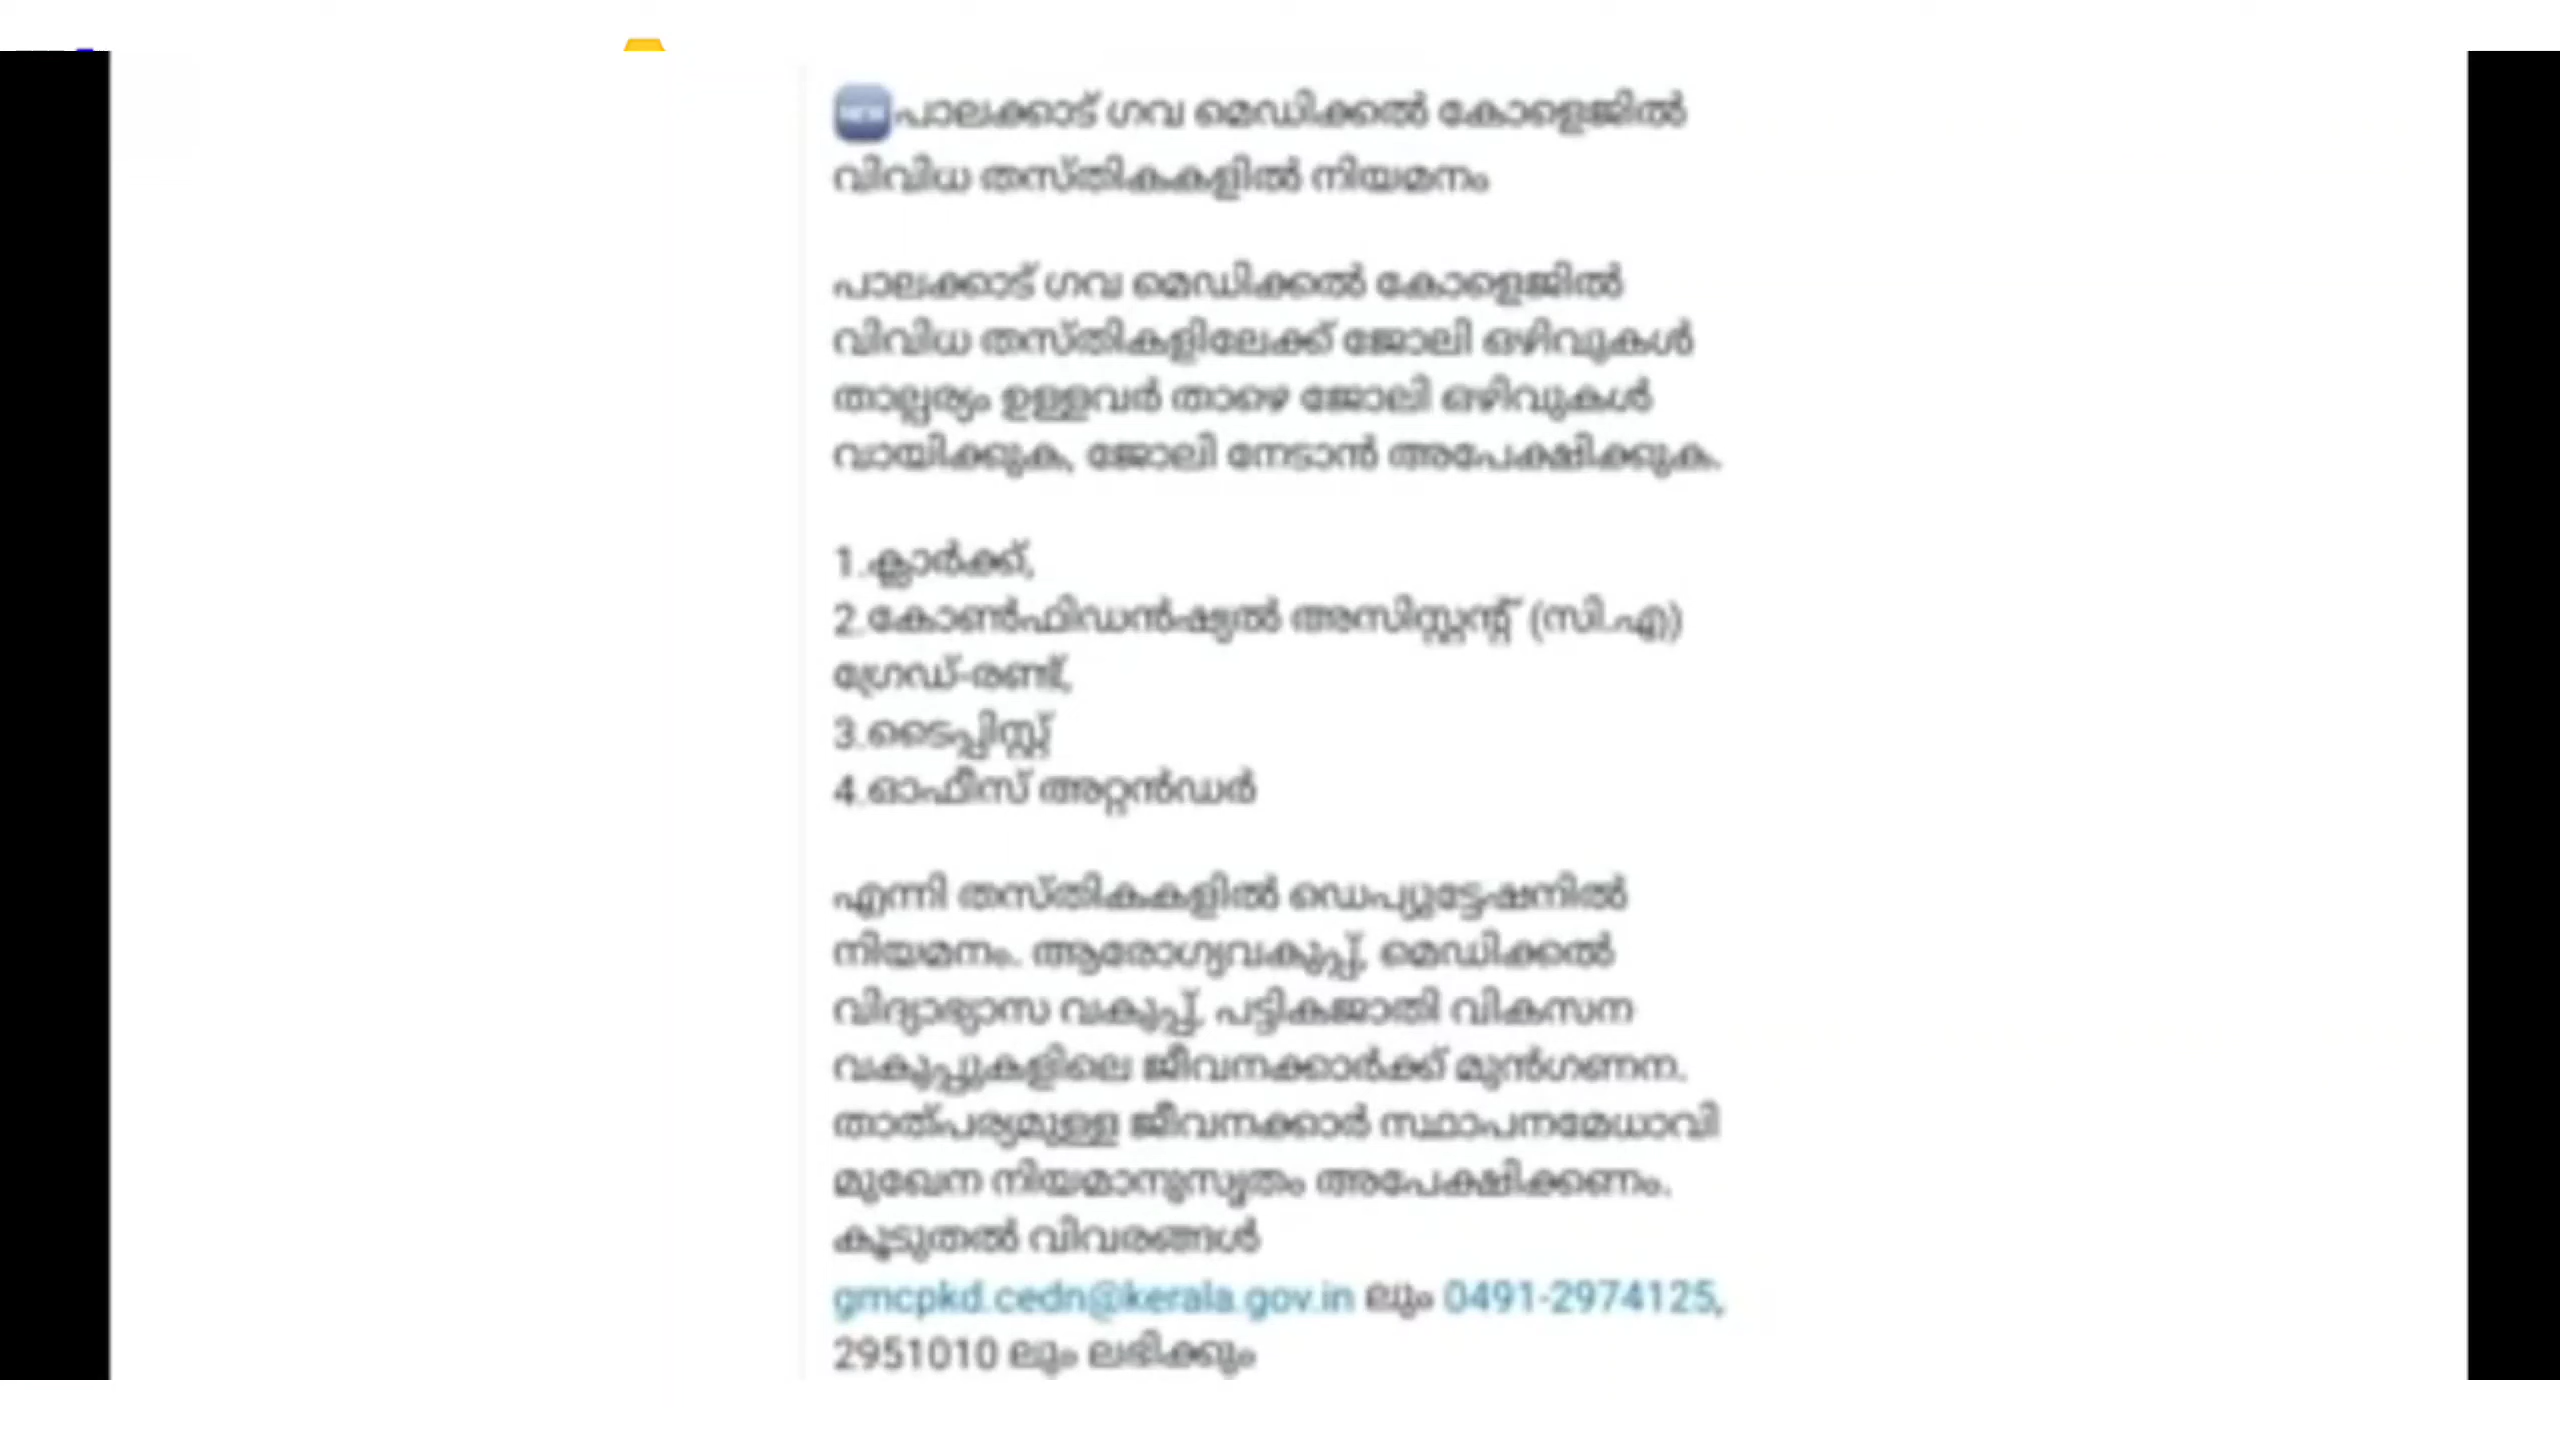 🆕പാലക്കാട് ഗവ മെഡിക്കൽ കോളെജിൽ
വിവിധ തസ്തികകളിൽ നിയമനം
പാലക്കാട് ഗവ മെഡിക്കൽ കോളെജിൽ
വിവിധ തസ്തികളിലേക്ക് ജോലി ഒഴിവുകൾ
താല്പര്യം ഉള്ളവർ താഴെ ജോലി ഒഴിവുകൾ
വായിക്കുക, ജോലി നേടാൻ അപേക്ഷിക്കുക.
1.ക്ലാർക്ക്,
2.കോൺഫിഡൻഷ്യൽ അസിസ്റ്റന്റ് (സി.എ)
ഗ്രേഡ്-രണ്ട്,
3.ടൈപ്പിസ്റ്റ്
4.ഓഫീസ് അറ്റൻഡർ
എന്നി തസ്തികകളിൽ ഡെപ്യൂട്ടേഷനിൽ
നിയമനം. ആരോഗ്യവകുപ്പ്, മെഡിക്കൽ
വിദ്യാഭ്യാസ വകുപ്പ്, പട്ടികജാതി വികസന
വകുപ്പുകളിലെ ജീവനക്കാർക്ക് മുൻഗണന.
താത്പര്യമുള്ള ജീവനക്കാർ സ്ഥാപനമേധാവി
മുഖേന നിയമാനുസൃതം അപേക്ഷിക്കണം.
കൂടുതൽ വിവരങ്ങൾ
gmcpkd.cedn@kerala.gov.in ലും 0491-2974125,
2951010 ലും ലഭിക്കും